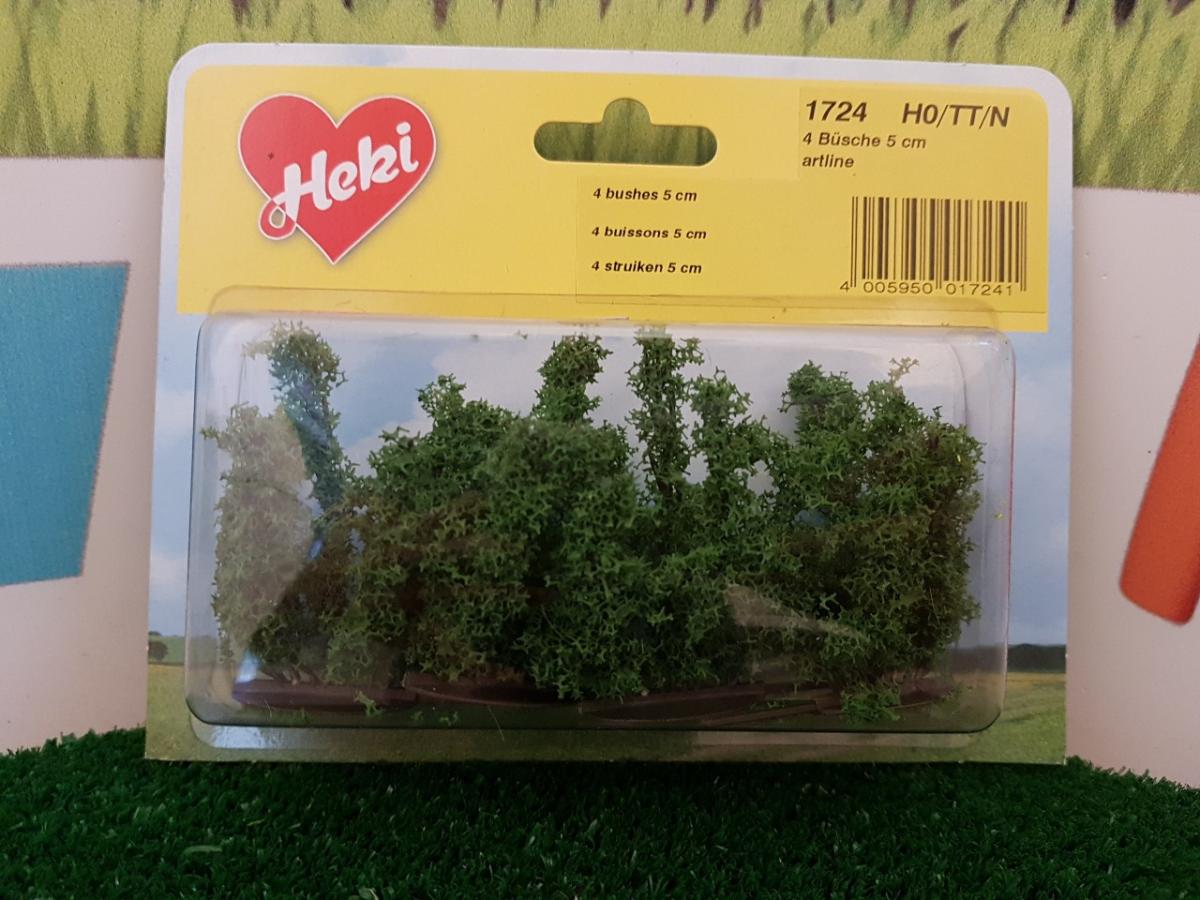 Heki
1724 H0/TT/N
4 Büsche 5 cm
artline
4 bushes 5 cm
4 buissons 5 cm
4 struiken 5 cm
4 005950 017241